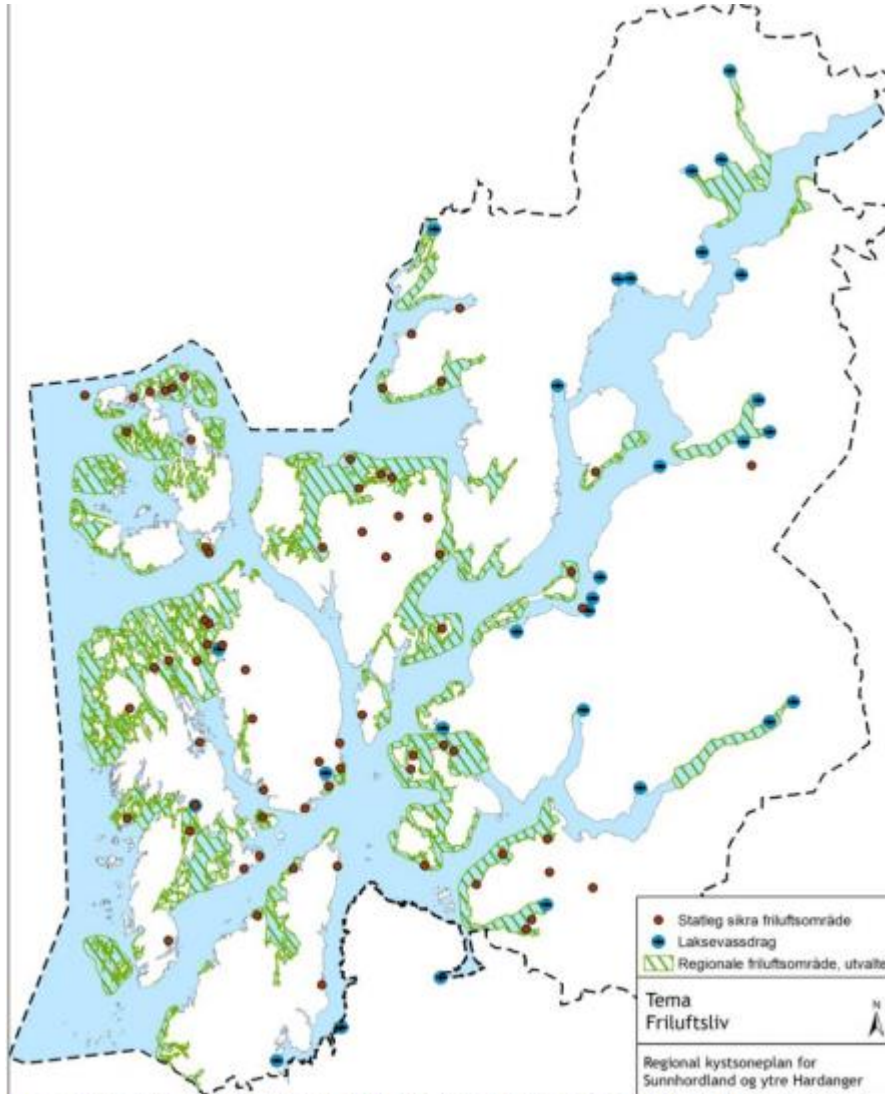 Statleg sikra friluftsområde
Laksevassdrag
Regionale friluftsområde, utvalte
Tema
Friluftsliv
N
Regional kystsoneplan for
Sunnhordland og ytre Hardanger